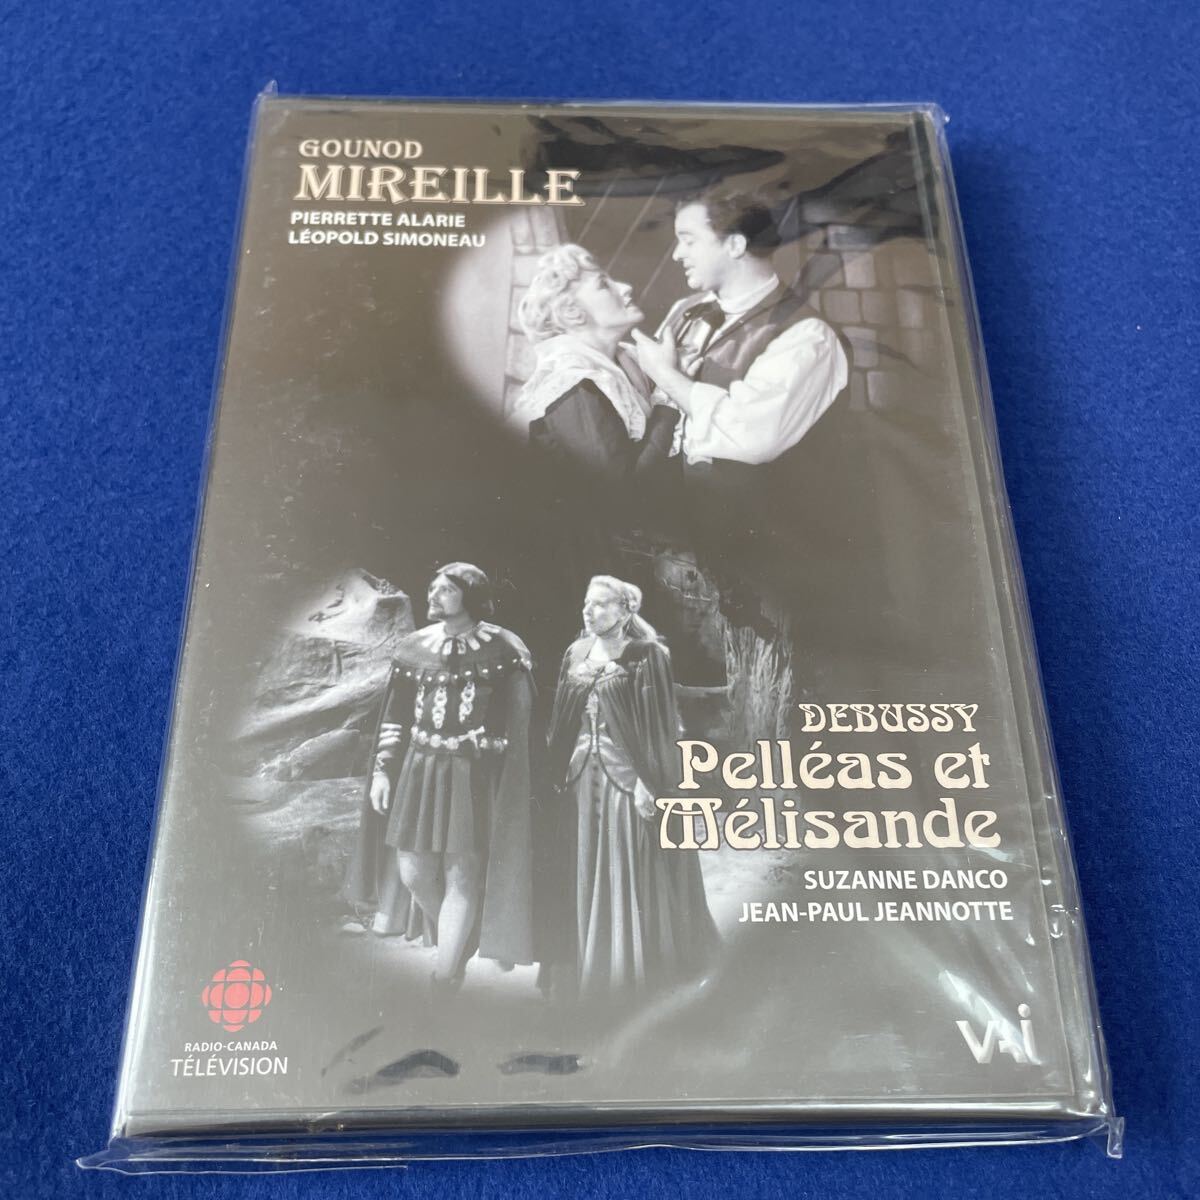 GOUNOD
MIREILLE
PIERRETTE ALARIE
LÉOPOLD SIMONEAU
DEBUSSY
Pelléas et
Mélisande
SUZANNE DANCO
JEAN-PAUL JEANNOTTE
RADIO-CANADA
TÉLÉVISION
VAi